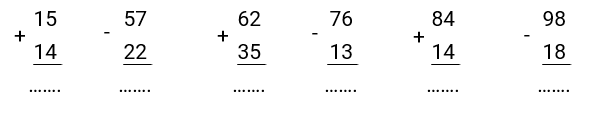 15 57 62 76 84 98
+ - + - + -
14 22 35 13 14 18
....... ....... ....... ....... ....... .......